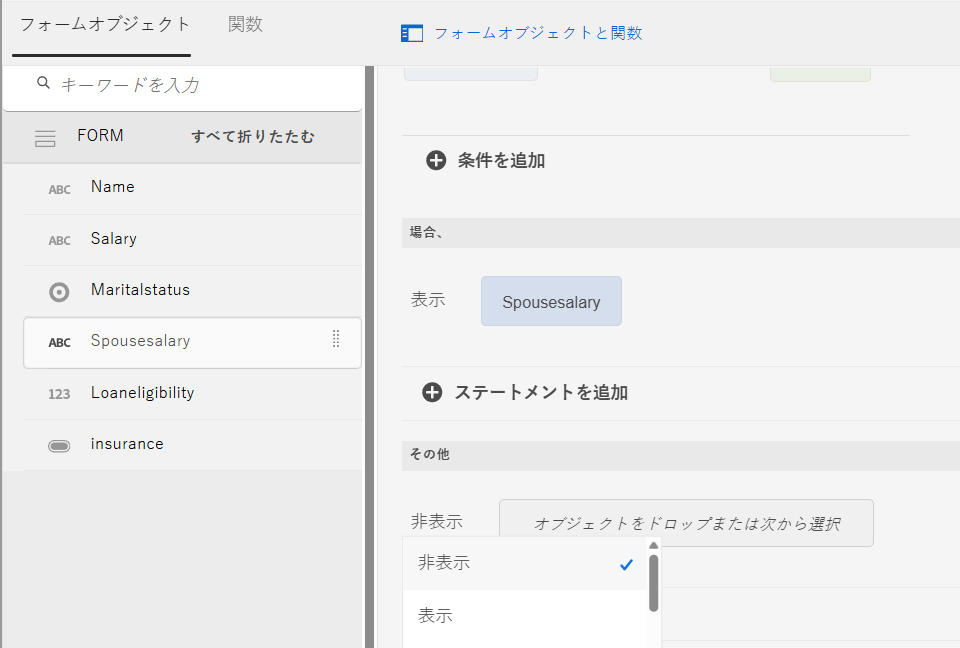 フォームオブジェクト 関数
フォームオブジェクトと関数
キーワードを入力
FORM すべて折りたたむ
ABC Name
ABC Salary
Maritalstatus
ABC Spousesalary
123 Loaneligibility
insurance
条件を追加
場合、
表示 Spousesalary
ステートメントを追加
その他
非表示 オブジェクトをドロップまたは次から選択
非表示
表示